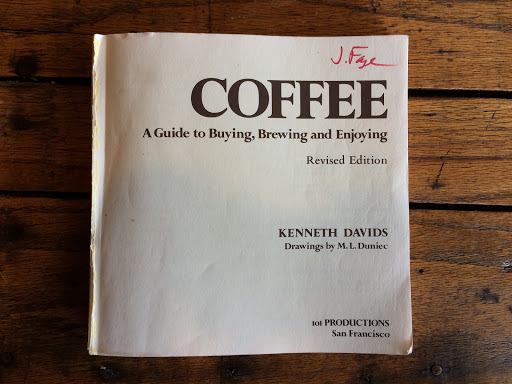 J. Faye
COFFEE
A Guide to Buying, Brewing and Enjoying
Revised Edition
KENNETH DAVIDS
Drawings by M. L. Duniec
101 PRODUCTIONS
San Francisco